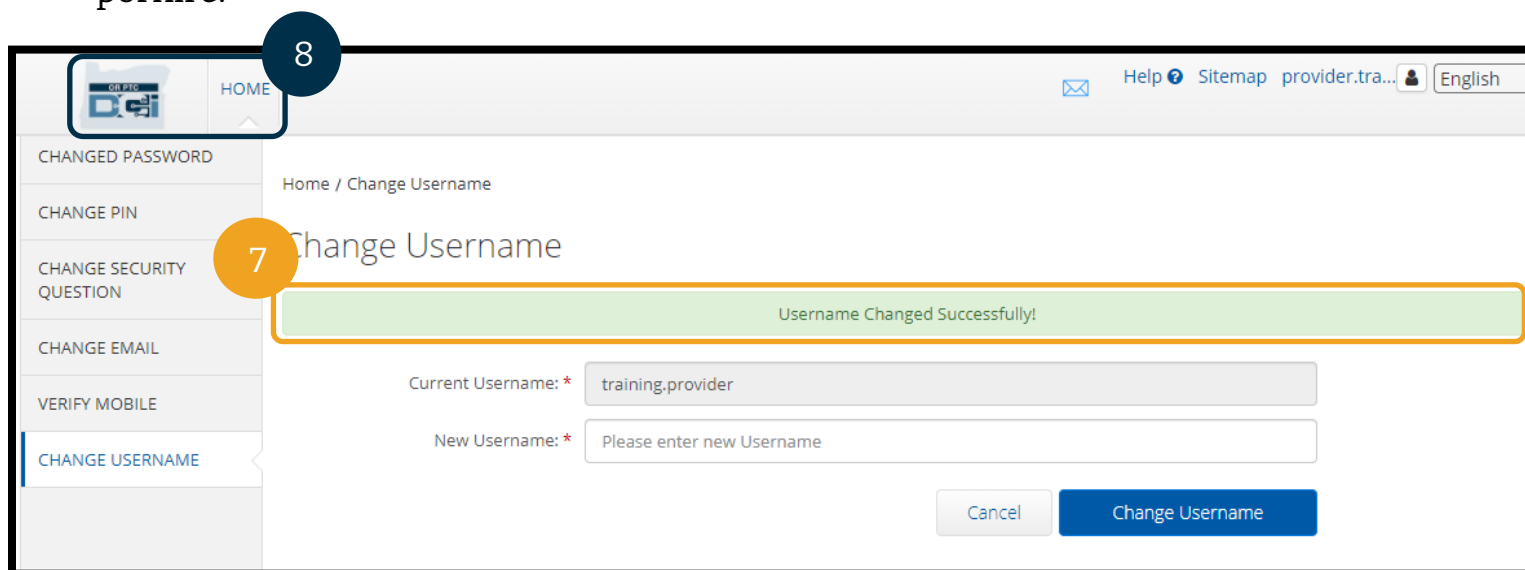 8
OR PTC
DCi
HOME
Help ? Sitemap provider.tra... English
CHANGED PASSWORD
CHANGE PIN
CHANGE SECURITY
QUESTION
CHANGE EMAIL
VERIFY MOBILE
CHANGE USERNAME
Home / Change Username
7
Change Username
Username Changed Successfully!
Current Username: * training.provider
New Username: * Please enter new Username
Cancel Change Username